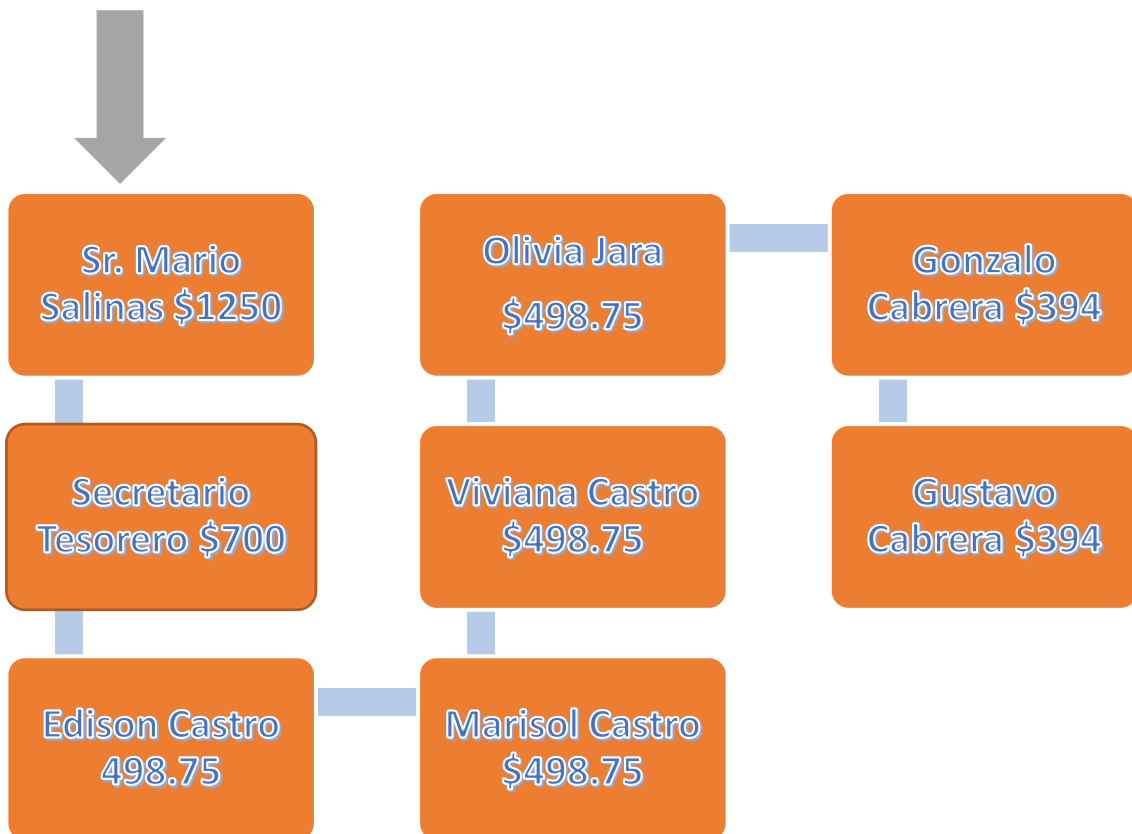 Sr. Mario
Salinas $1250
Secretario
Tesorero $700
Edison Castro
498.75
Marisol Castro
$498.75
Viviana Castro
$498.75
Olivia Jara
$498.75
Gonzalo
Cabrera $394
Gustavo
Cabrera $394